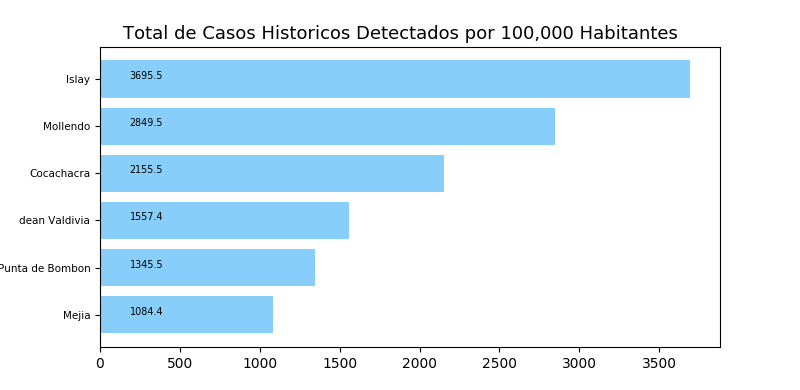 Total de Casos Historicos Detectados por 100,000 Habitantes
Islay 3695.5
Mollendo 2849.5
Cocachacra 2155.5
dean Valdivia 1557.4
Punta de Bombon 1345.5
Mejia 1084.4
0 500 1000 1500 2000 2500 3000 3500